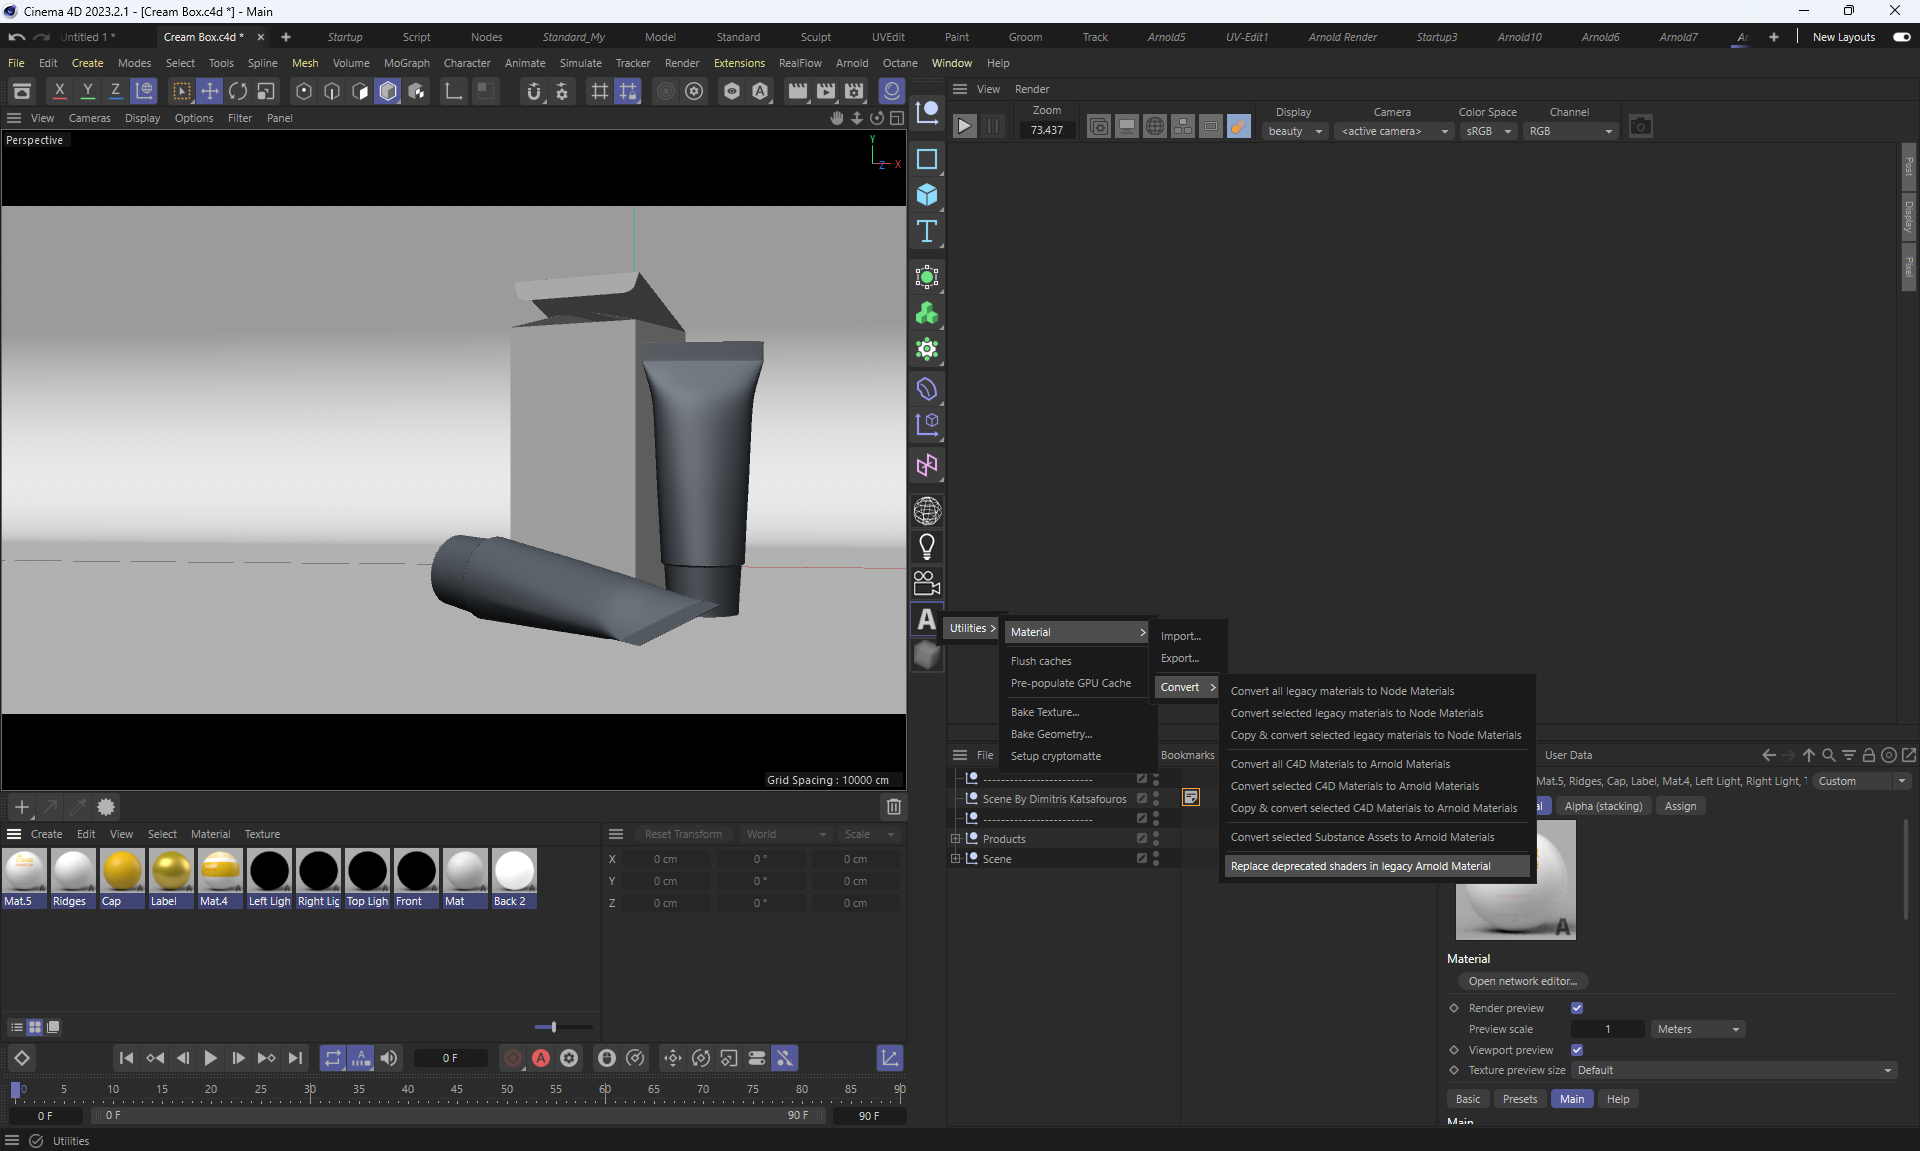 Cinema 4D 2023.2.1 - [Cream Box.c4d *] - Main
Untitled 1 *
Cream Box.c4d *
Startup
Script
Nodes
Standard_My
Model
Standard
Sculpt
UVEdit
Paint
Groom
Track
Arnold5
UV-Edit1
Arnold Render
Startup3
Arnold10
Arnold6
Arnold7
Ar
New Layouts
File Edit Create Modes Select Tools Spline Mesh Volume MoGraph Character Animate Simulate Tracker Render Extensions RealFlow Arnold Octane Window Help
X Y Z
View Render
Zoom
73.437
Display
beauty
Camera
<active camera>
Color Space
sRGB
Channel
RGB
View Cameras Display Options Filter Panel
Perspective
Y
Z X
Post
Display
Pixel
A
Utilities >
Material
Flush caches
Pre-populate GPU Cache
Bake Texture...
Bake Geometry...
Setup cryptomatte
Import...
Export...
Convert >
Convert all legacy materials to Node Materials
Convert selected legacy materials to Node Materials
Copy & convert selected legacy materials to Node Materials
Convert all C4D Materials to Arnold Materials
Convert selected C4D Materials to Arnold Materials
Copy & convert selected C4D Materials to Arnold Materials
Convert selected Substance Assets to Arnold Materials
Replace deprecated shaders in legacy Arnold Material
Grid Spacing : 10000 cm
File
Bookmarks
-------------------------
Scene By Dimitris Katsafouros
-------------------------
Products
Scene
User Data
Mat.5, Ridges, Cap, Label, Mat.4, Left Light, Right Light,
Custom
al
Alpha (stacking)
Assign
Create Edit View Select Material Texture
Mat.5
Ridges
Cap
Label
Mat.4
Left Ligh
Right Lig
Top Ligh
Front
Mat
Back 2
Reset Transform
World
Scale
X 0 cm 0 ° 0 cm
Y 0 cm 0 ° 0 cm
Z 0 cm 0 ° 0 cm
Material
Open network editor...
Render preview
Preview scale 1 Meters
Viewport preview
Texture preview size Default
Basic Presets Main Help
Main
0 F
0 5 10 15 20 25 30 35 40 45 50 55 60 65 70 75 80 85 90
0 F
0 F
90 F
90 F
Utilities